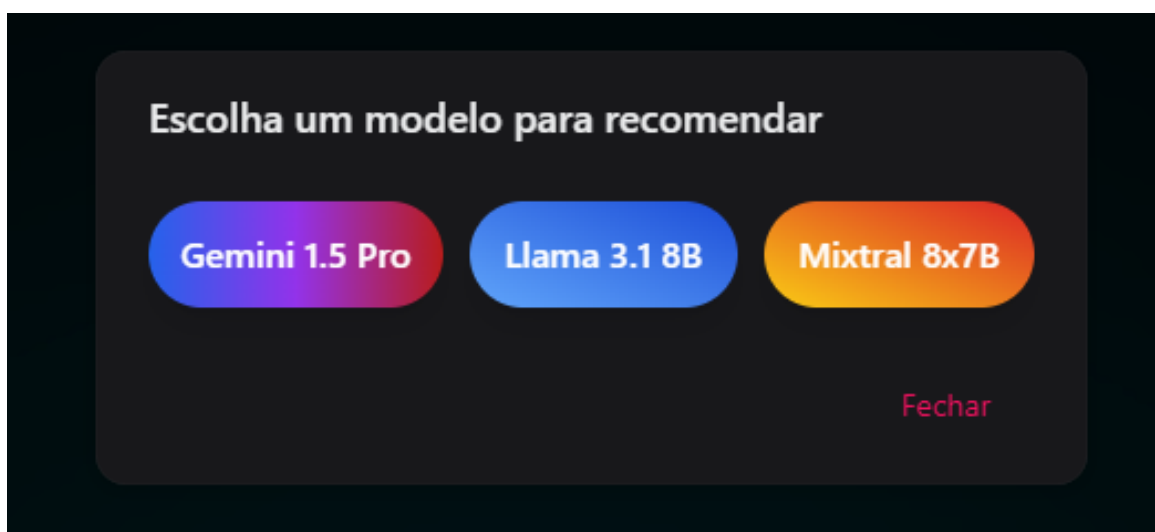 Escolha um modelo para recomendar
Gemini 1.5 Pro Llama 3.1 8B Mixtral 8x7B
Fechar